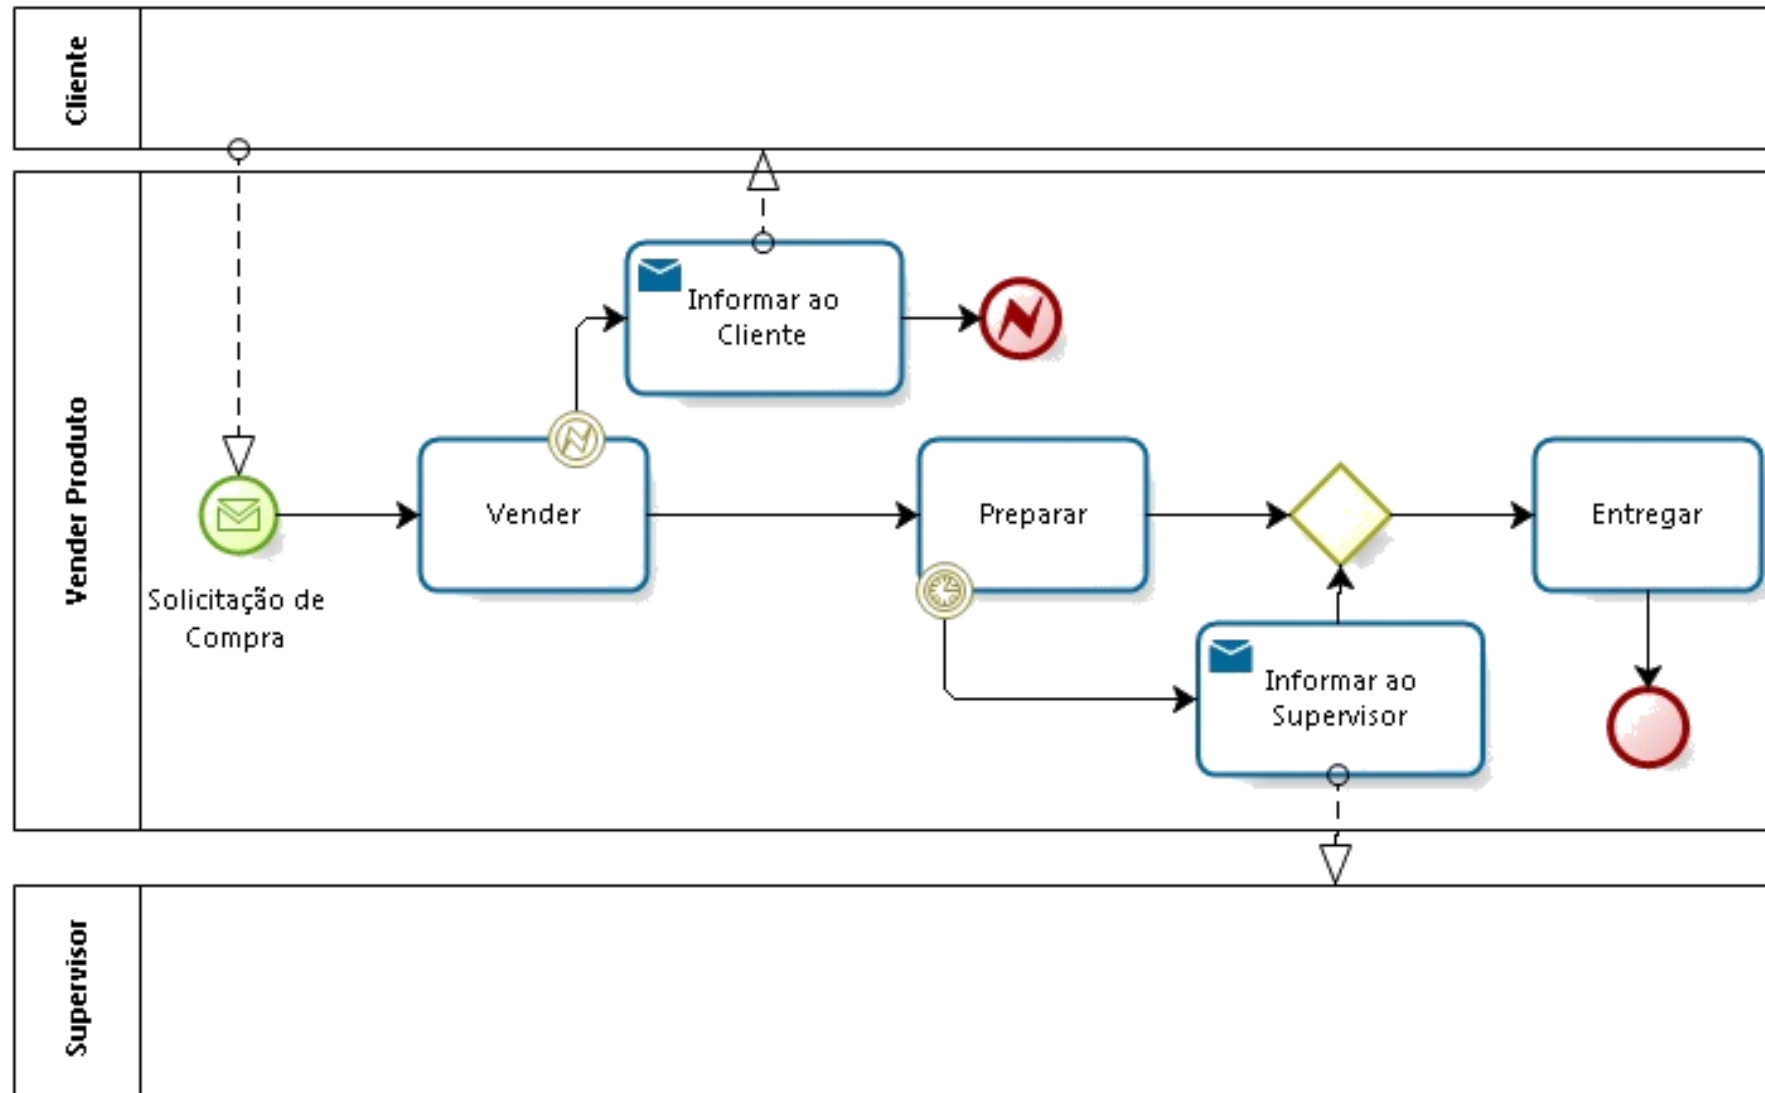 Cliente
Vender Produto
Informar ao
Cliente
Vender
Preparar
Entregar
Solicitação de
Compra
Informar ao
Supervisor
Supervisor